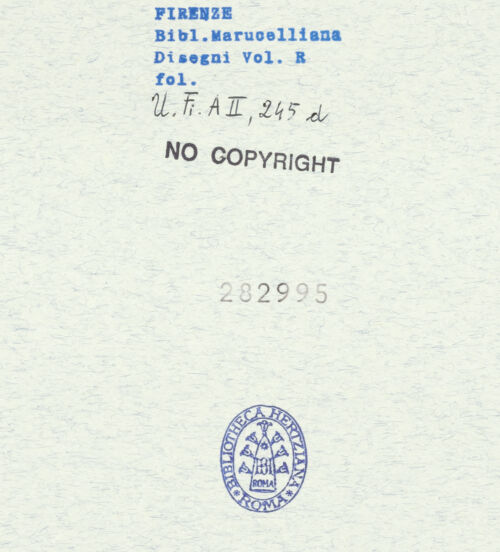 FIRENZE
Bibl.Marucelliana
Disegni Vol. R
fol.
U. Fi. A II, 245 d
NO COPYRIGHT
282995
BIBLIOTHECA HERTZIANA
* ROMA *
ROMA